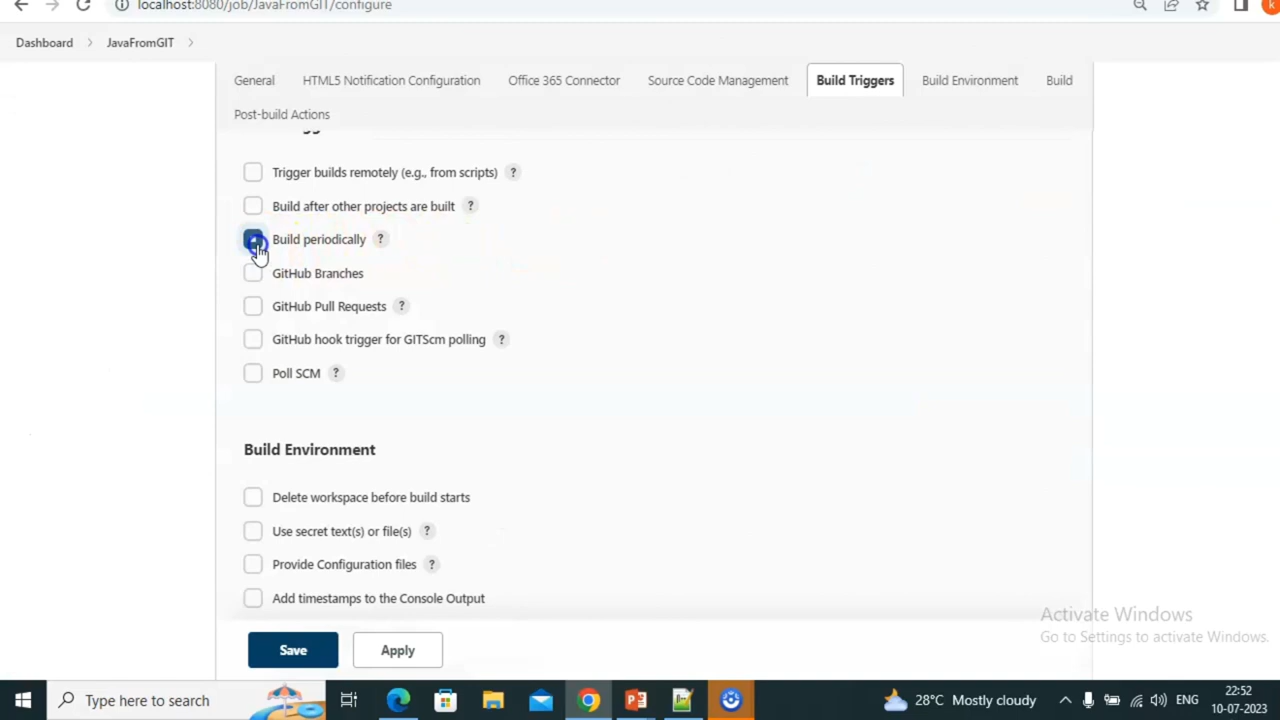 localhost:8080/job/JavaFromGIT/configure
k
Dashboard JavaFromGIT
General HTML5 Notification Configuration Office 365 Connector Source Code Management Build Triggers Build Environment Build
Post-build Actions
Trigger builds remotely (e.g., from scripts) ?
Build after other projects are built ?
Build periodically ?
GitHub Branches
GitHub Pull Requests ?
GitHub hook trigger for GITScm polling ?
Poll SCM ?
Build Environment
Delete workspace before build starts
Use secret text(s) or file(s) ?
Provide Configuration files ?
Add timestamps to the Console Output
Save Apply
Activate Windows
Go to Settings to activate Windows.
Type here to search
28°C Mostly cloudy
ENG
22:52
10-07-2023